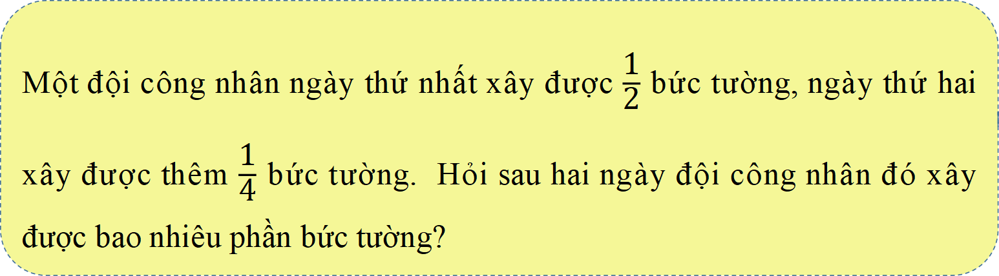 Một đội công nhân ngày thứ nhất xây được 1/2 bức tường, ngày thứ hai
xây được thêm 1/4 bức tường. Hỏi sau hai ngày đội công nhân đó xây
được bao nhiêu phần bức tường?